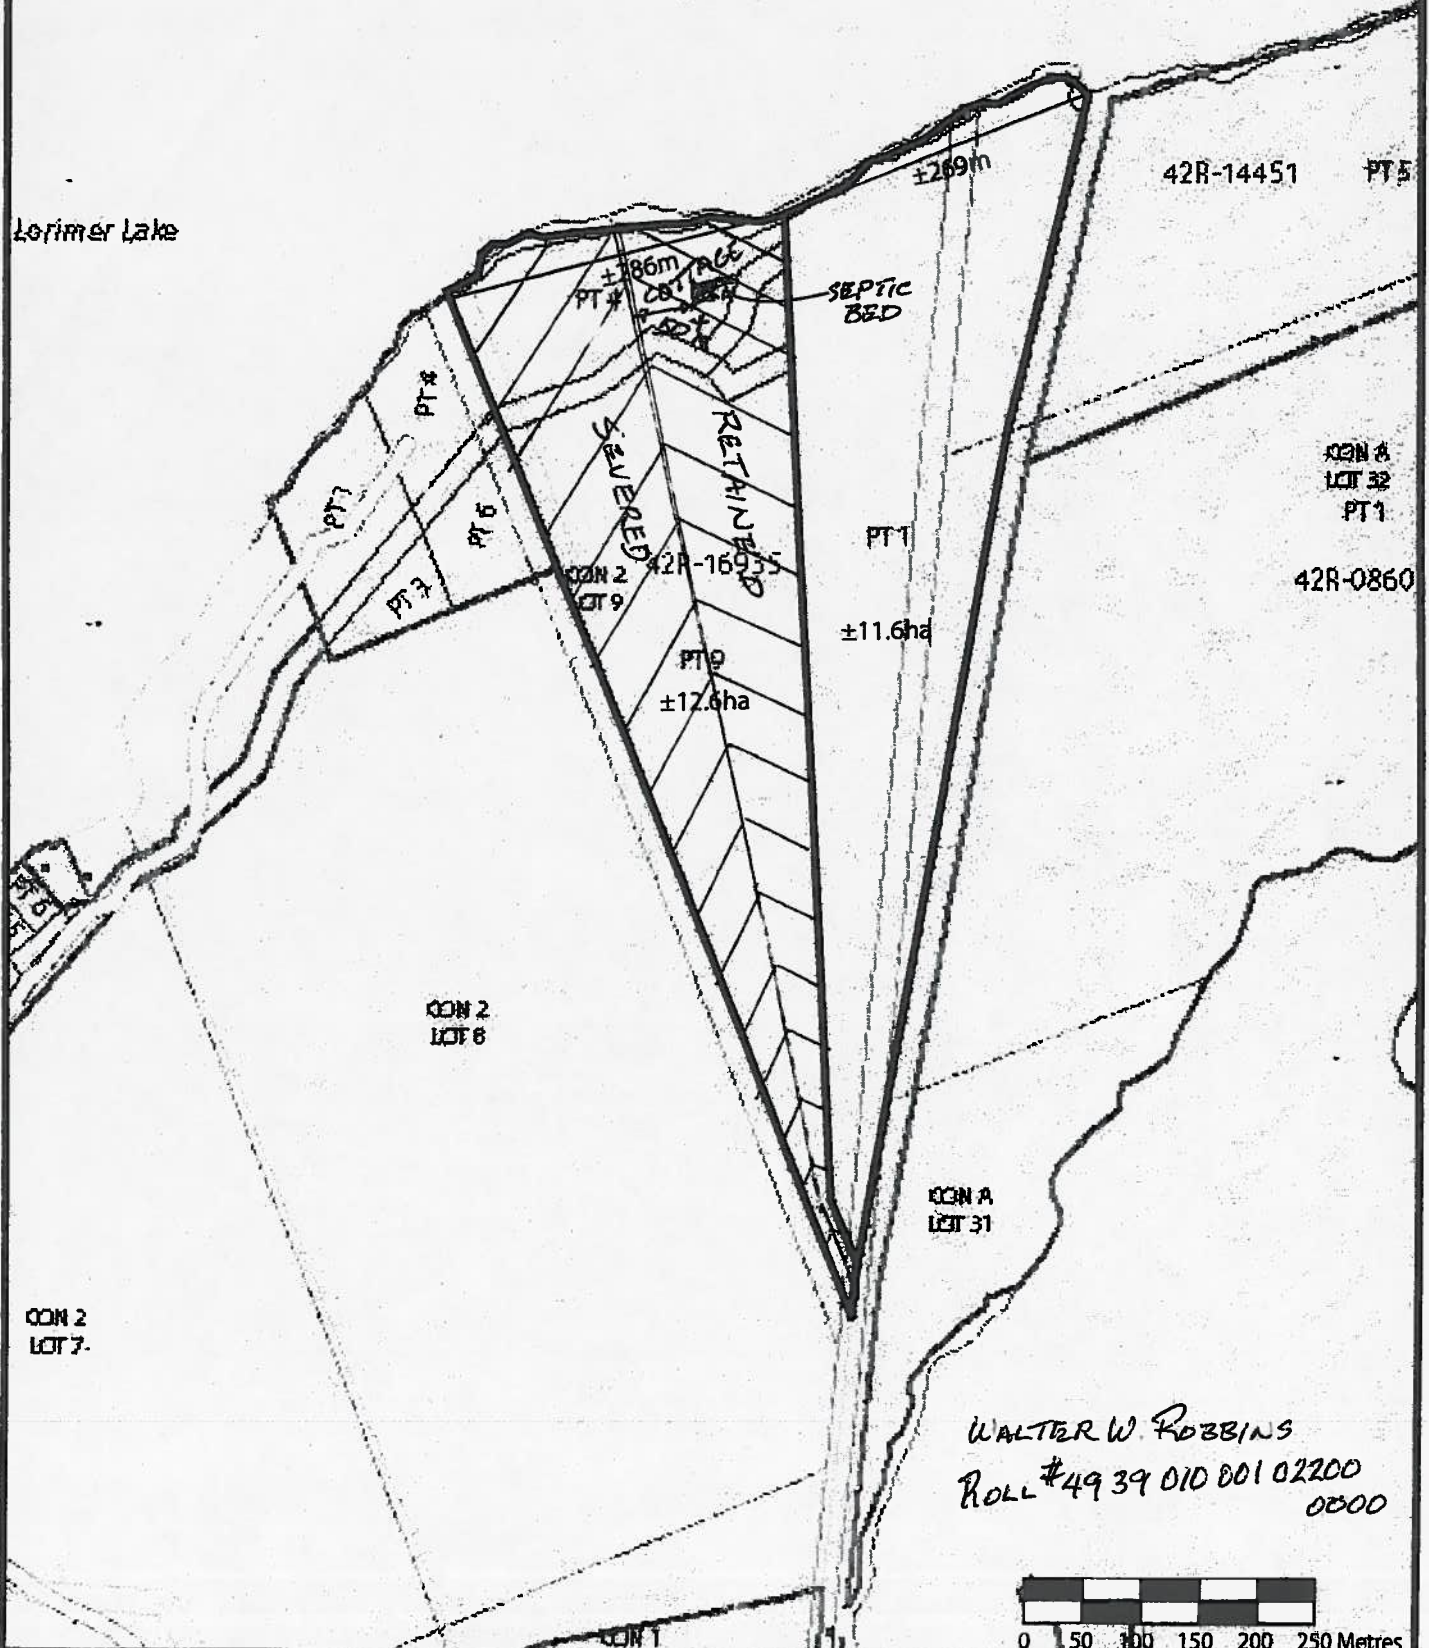 ±269m
42R-14451
PT 5
Lorimer Lake
±286m
COTTAGE
SEPTIC
BED
PT 4
PT 8
SEVERED
RETAINED
CON A
LOT 32
PT 1
PT 1
PT 6
42R-16935
CON 2
LOT 9
42R-0860
PT 7
±11.6ha
PT 9
±12.6ha
CON 2
LOT 8
CON A
LOT 31
CON 2
LOT 7
WALTER W. ROBBINS
ROLL #49 39 010 001 02200
0000
0 50 100 150 200 250 Metres
CON 1